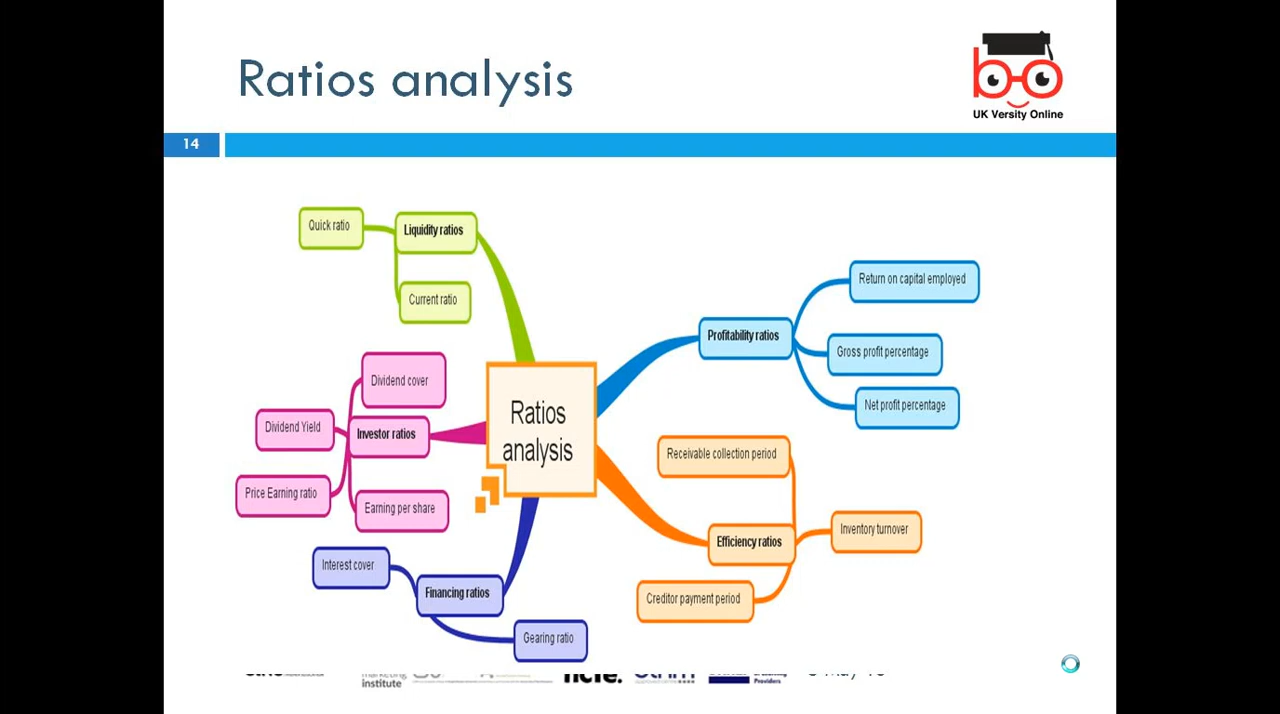 Ratios analysis
UK Versity Online
14
Quick ratio
Liquidity ratios
Current ratio
Return on capital employed
Profitability ratios
Gross profit percentage
Net profit percentage
Dividend cover
Dividend Yield
Investor ratios
Price Earning ratio
Earning per share
Ratios
analysis
Receivable collection period
Efficiency ratios
Inventory turnover
Creditor payment period
Interest cover
Financing ratios
Gearing ratio
institute
Providers